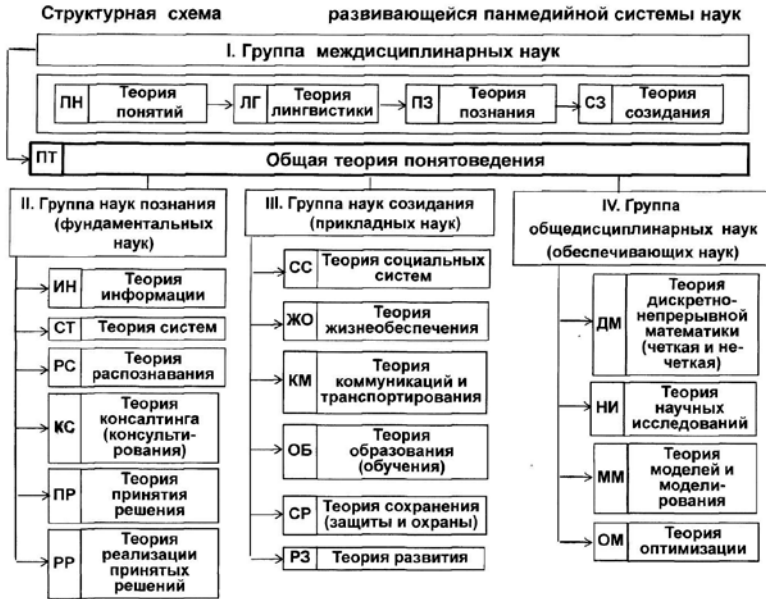 Структурная схема развивающейся панмедийной системы наук
I. Группа междисциплинарных наук
ПН Теория понятий
ЛГ Теория лингвистики
ПЗ Теория познания
СЗ Теория созидания
ПТ Общая теория понятоведения
II. Группа наук познания
(фундаментальных
наук)
ИН Теория
информации
СТ Теория систем
РС Теория
распознавания
КС Теория
консалтинга
(консульти-
рования)
ПР Теория
принятия
решения
РР Теория
реализации
принятых
решений
III. Группа наук созидания
(прикладных наук)
СС Теория социальных
систем
ЖО Теория
жизнеобеспечения
КМ Теория
коммуникаций и
транспортирования
ОБ Теория
образования
(обучения)
СР Теория сохранения
(защиты и охраны)
РЗ Теория развития
IV. Группа
общедисциплинарных наук
(обеспечивающих наук)
ДМ Теория
дискретно-
непрерывной
математики
(четкая и не-
четкая)
НИ Теория
научных
исследований
ММ Теория
моделей и
модели-
рования
ОМ Теория
оптимизации